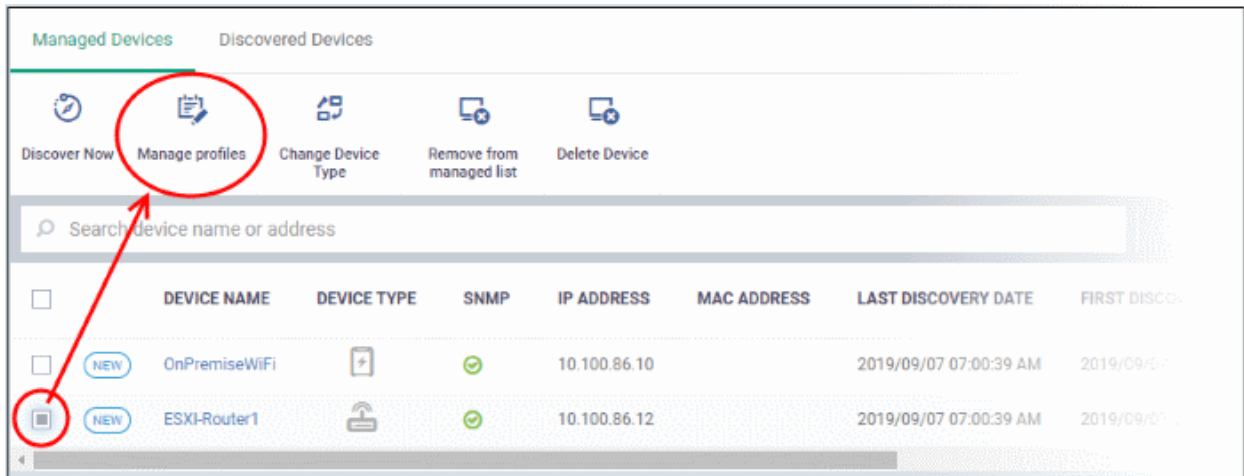 Managed Devices Discovered Devices
Discover Now Manage profiles Change Device Type Remove from managed list Delete Device
Search device name or address
DEVICE NAME DEVICE TYPE SNMP IP ADDRESS MAC ADDRESS LAST DISCOVERY DATE FIRST
NEW OnPremiseWiFi 10.100.86.10 2019/09/07 07:00:39 AM
NEW ESXI-Router1 10.100.86.12 2019/09/07 07:00:39 AM